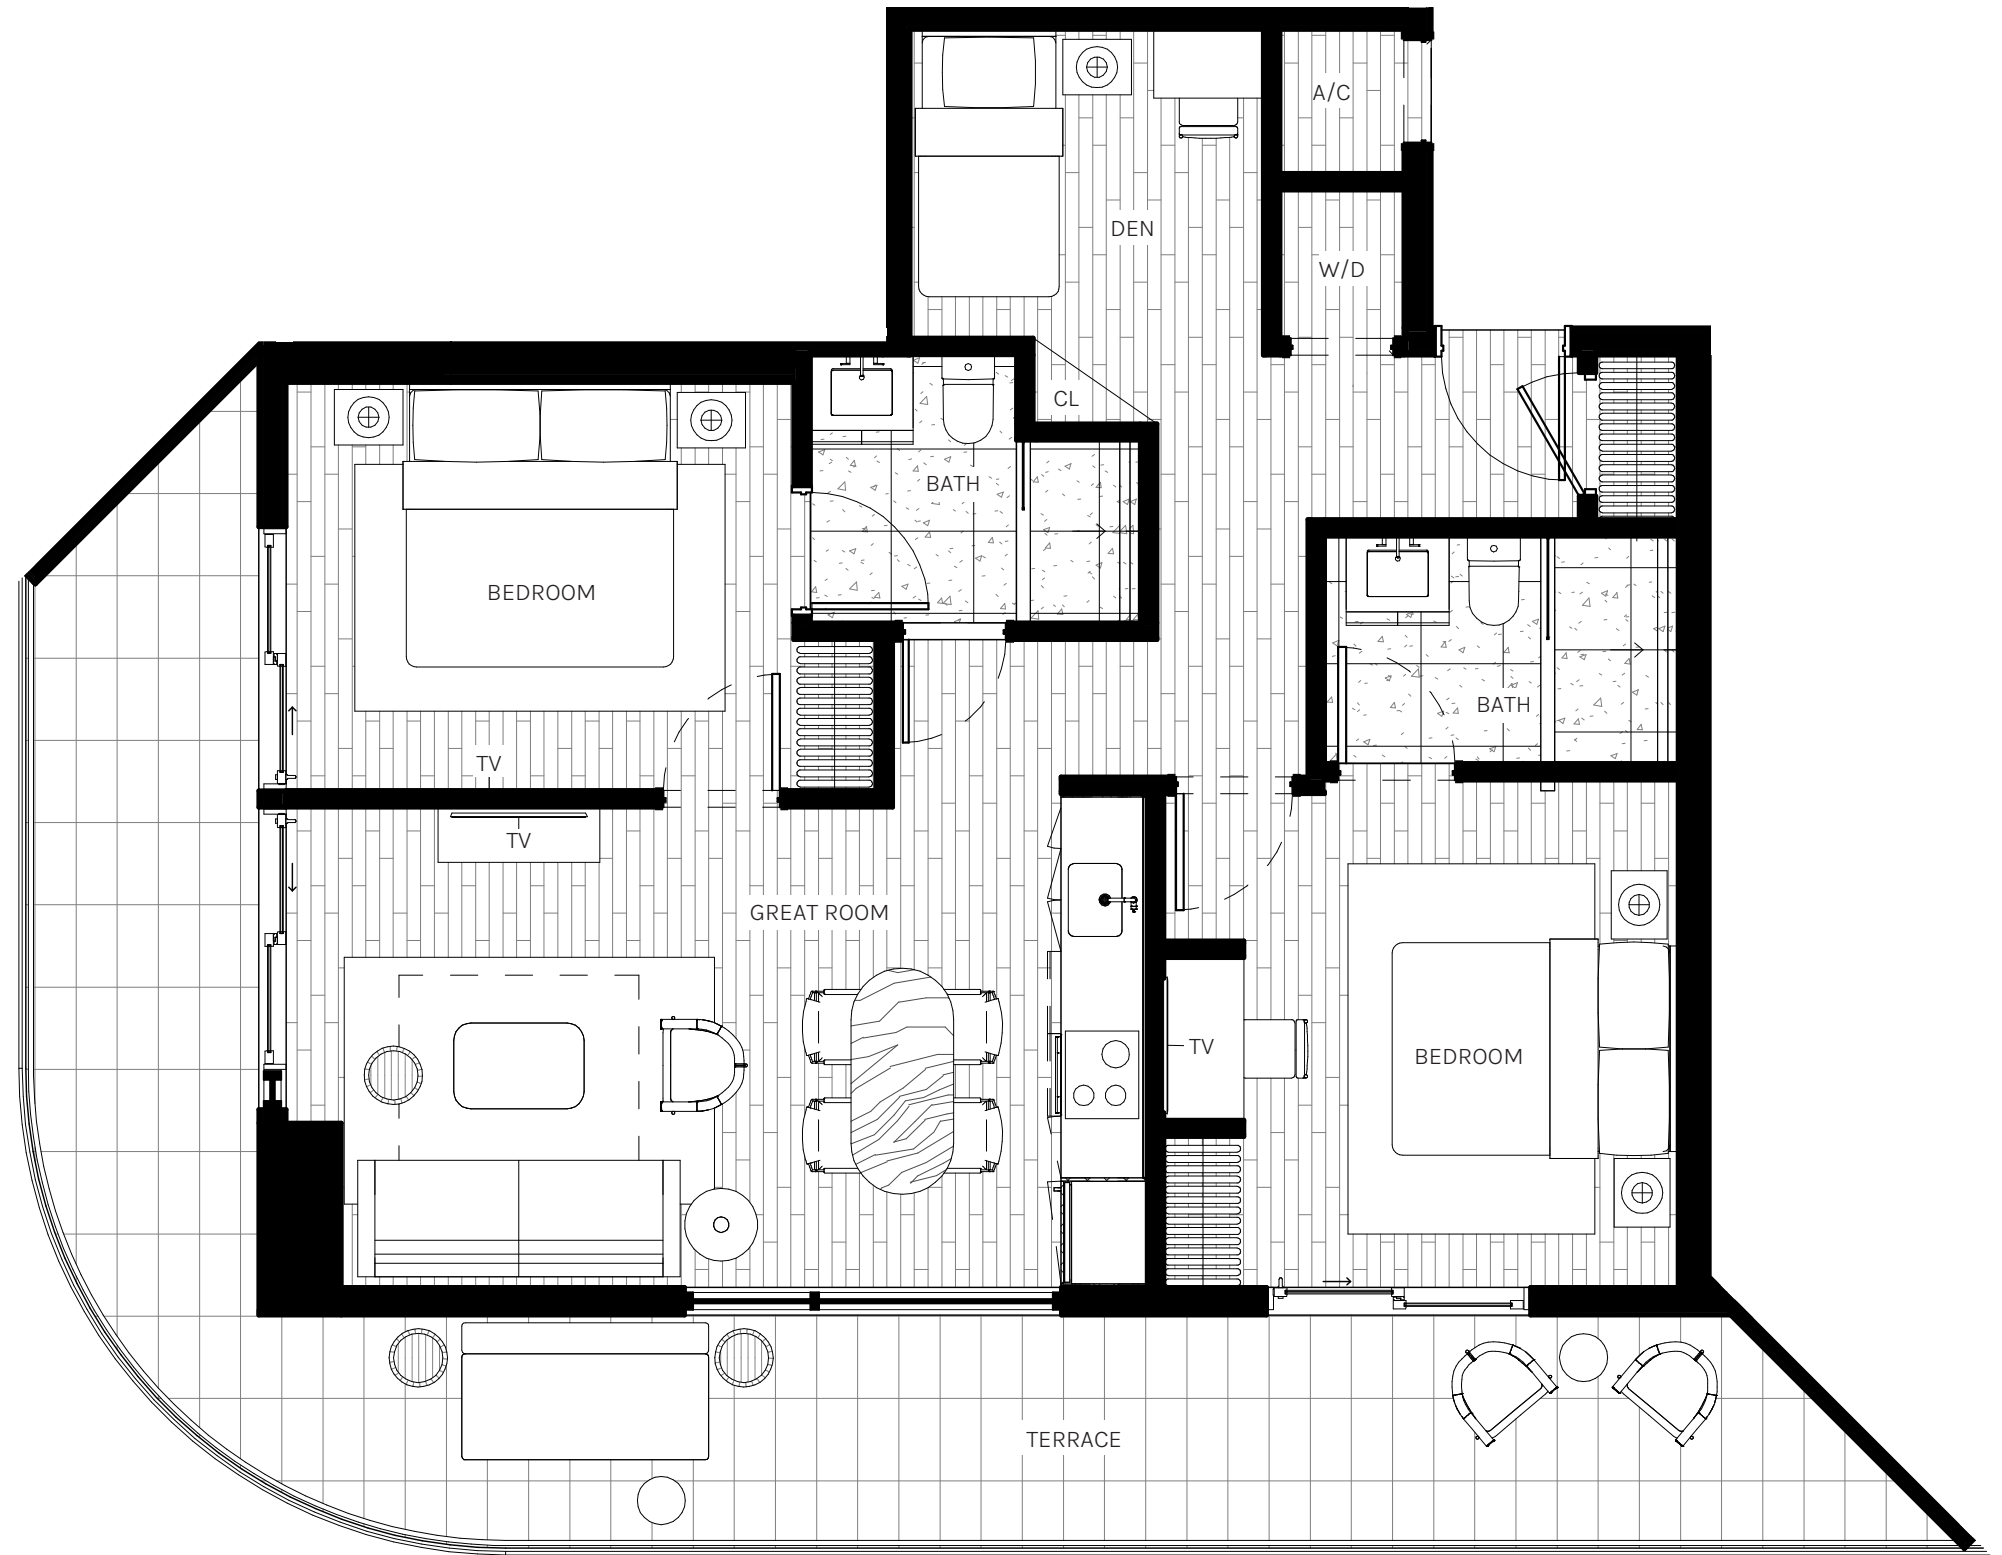 A/C
DEN
W/D
CL
BATH
BEDROOM
BATH
TV
TV
GREAT ROOM
TV
BEDROOM
TERRACE